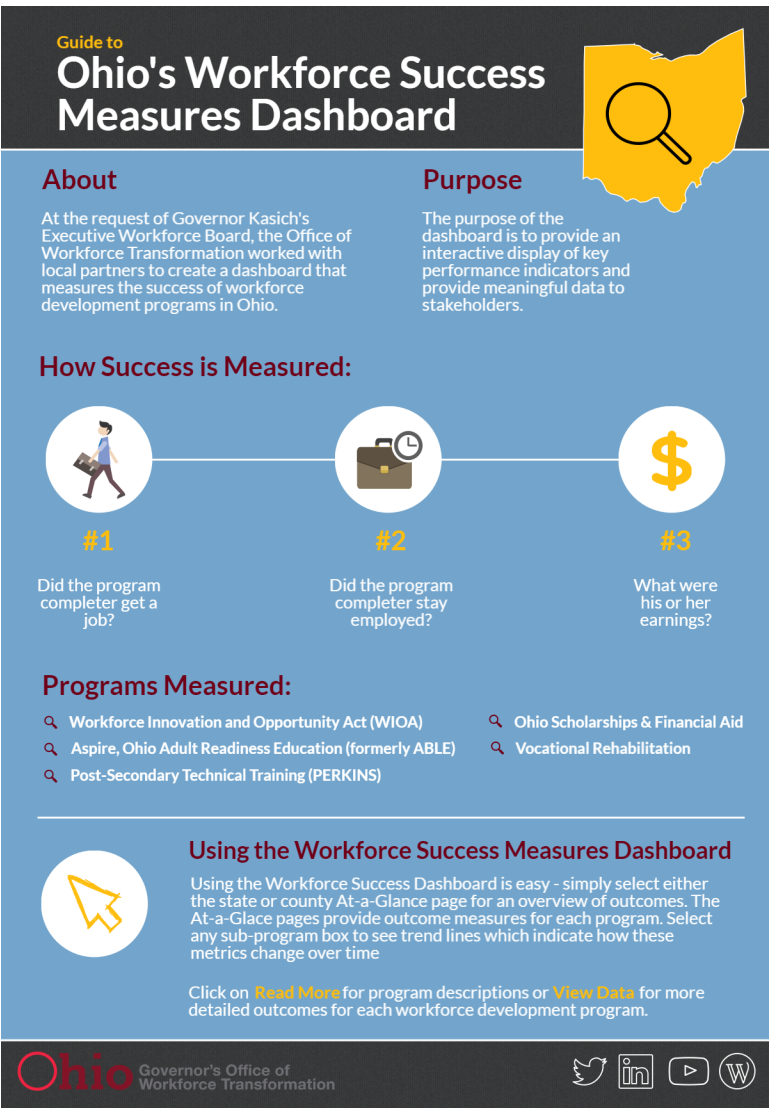 Guide to
Ohio's Workforce Success
Measures Dashboard
About
At the request of Governor Kasich's
Executive Workforce Board, the Office of
Workforce Transformation worked with
local partners to create a dashboard that
measures the success of workforce
development programs in Ohio.
Purpose
The purpose of the
dashboard is to provide an
interactive display of key
performance indicators and
provide meaningful data to
stakeholders.
How Success is Measured:
#1
Did the program
completer get a
job?
#2
Did the program
completer stay
employed?
#3
What were
his or her
earnings?
Programs Measured:
Workforce Innovation and Opportunity Act (WIOA)
Aspire, Ohio Adult Readiness Education (formerly ABLE)
Post-Secondary Technical Training (PERKINS)
Ohio Scholarships & Financial Aid
Vocational Rehabilitation
Using the Workforce Success Measures Dashboard
Using the Workforce Success Dashboard is easy - simply select either
the state or county At-a-Glance page for an overview of outcomes. The
At-a-Glace pages provide outcome measures for each program. Select
any sub-program box to see trend lines which indicate how these
metrics change over time
Click on Read More for program descriptions or View Data for more
detailed outcomes for each workforce development program.
Ohio
Governor's Office of
Workforce Transformation